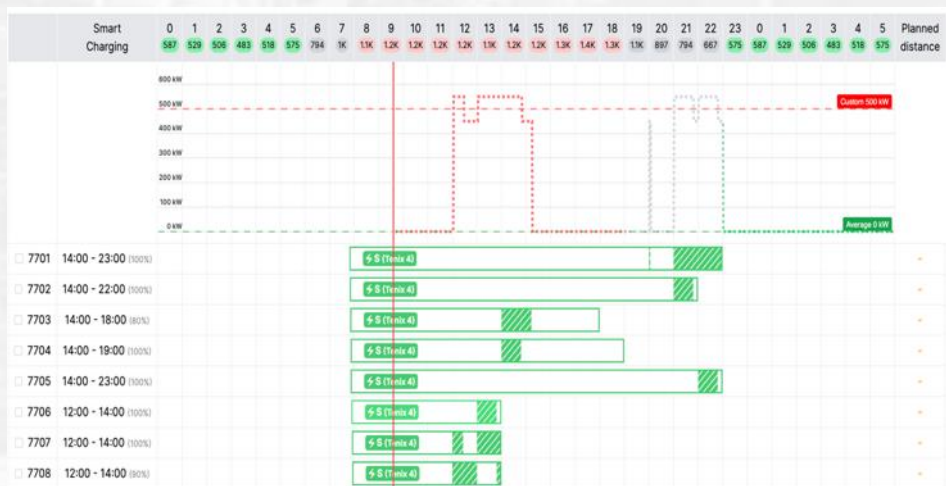 Smart Charging 0 1 2 3 4 5 6 7 8 9 10 11 12 13 14 15 16 17 18 19 20 21 22 23 0 1 2 3 4 5 Planned distance
587 529 506 483 518 575 794 1K 1.1K 1.2K 1.2K 1.2K 1.2K 1.1K 1.2K 1.2K 1.3K 1.4K 1.3K 1.1K 897 794 667 575 587 529 506 483 518 575
600 kW
500 kW
Custom 500 kW
400 kW
300 kW
200 kW
100 kW
0 kW
Average 0 kW
7701 14:00 - 23:00 (100%) S (Tenix 4) -
7702 14:00 - 22:00 (100%) S (Tenix 4) -
7703 14:00 - 18:00 (80%) S (Tenix 4) -
7704 14:00 - 19:00 (100%) S (Tenix 4) -
7705 14:00 - 23:00 (100%) S (Tenix 4) -
7706 12:00 - 14:00 (100%) S (Tenix 4) -
7707 12:00 - 14:00 (100%) S (Tenix 4) -
7708 12:00 - 14:00 (90%) S (Tenix 4) -